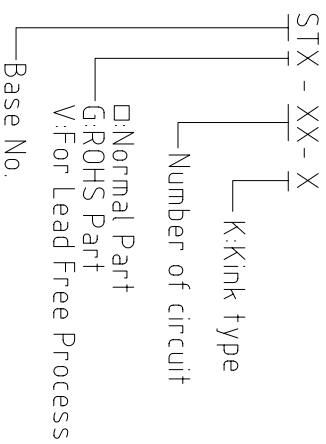 STX - XX- X
K:Kink type
Number of circuit
□:Normal Part
G:ROHS Part
V:For Lead Free Process
Base No.